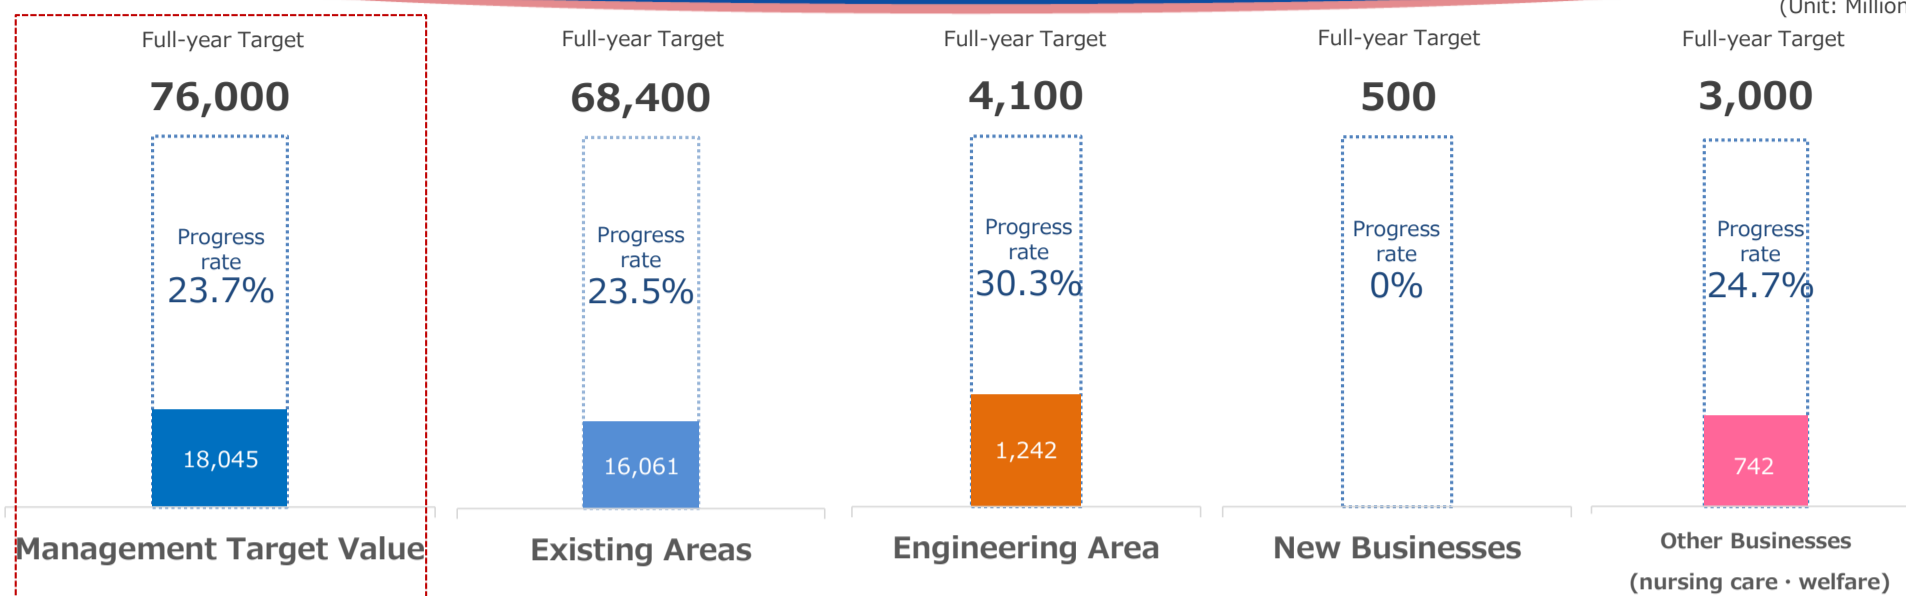 (Unit: Million
Full-year Target
76,000
Progress
rate
23.7%
18,045
Management Target Value
Full-year Target
68,400
Progress
rate
23.5%
16,061
Existing Areas
Full-year Target
4,100
Progress
rate
30.3%
1,242
Engineering Area
Full-year Target
500
Progress
rate
0%
New Businesses
Full-year Target
3,000
Progress
rate
24.7%
742
Other Businesses
(nursing care・welfare)